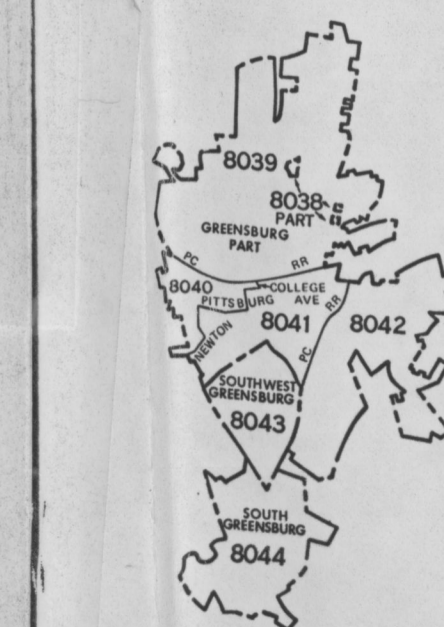 8039
8038
PART
GREENSBURG
PART
PC
RR
8040
COLLEGE
AVE
PITTSBURG
RR
8041
8042
NEWTON
PC
SOUTHWEST
GREENSBURG
8043
SOUTH
GREENSBURG
8044